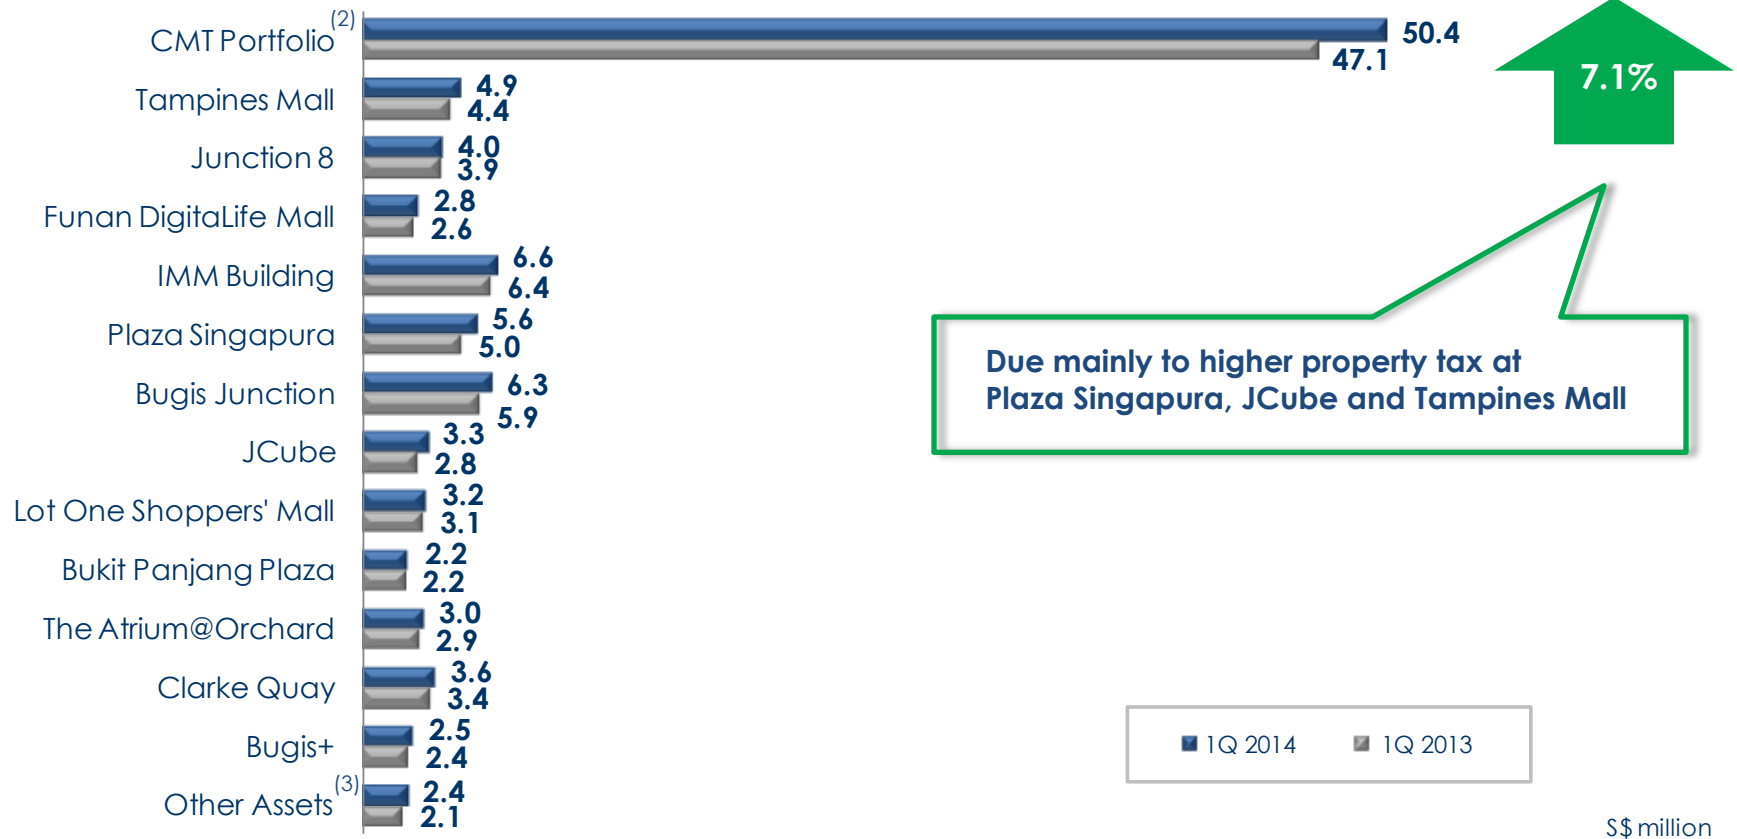 CMT Portfolio (2)
50.4
47.1
7.1%
Tampines Mall
4.9
4.4
Junction 8
4.0
3.9
Funan DigitaLife Mall
2.8
2.6
IMM Building
6.6
6.4
Plaza Singapura
5.6
5.0
Due mainly to higher property tax at
Plaza Singapura, JCube and Tampines Mall
Bugis Junction
6.3
5.9
JCube
3.3
2.8
Lot One Shoppers' Mall
3.2
3.1
Bukit Panjang Plaza
2.2
2.2
The Atrium@Orchard
3.0
2.9
Clarke Quay
3.6
3.4
Bugis+
2.5
2.4
1Q 2014 1Q 2013
Other Assets (3)
2.4
2.1
S$ million